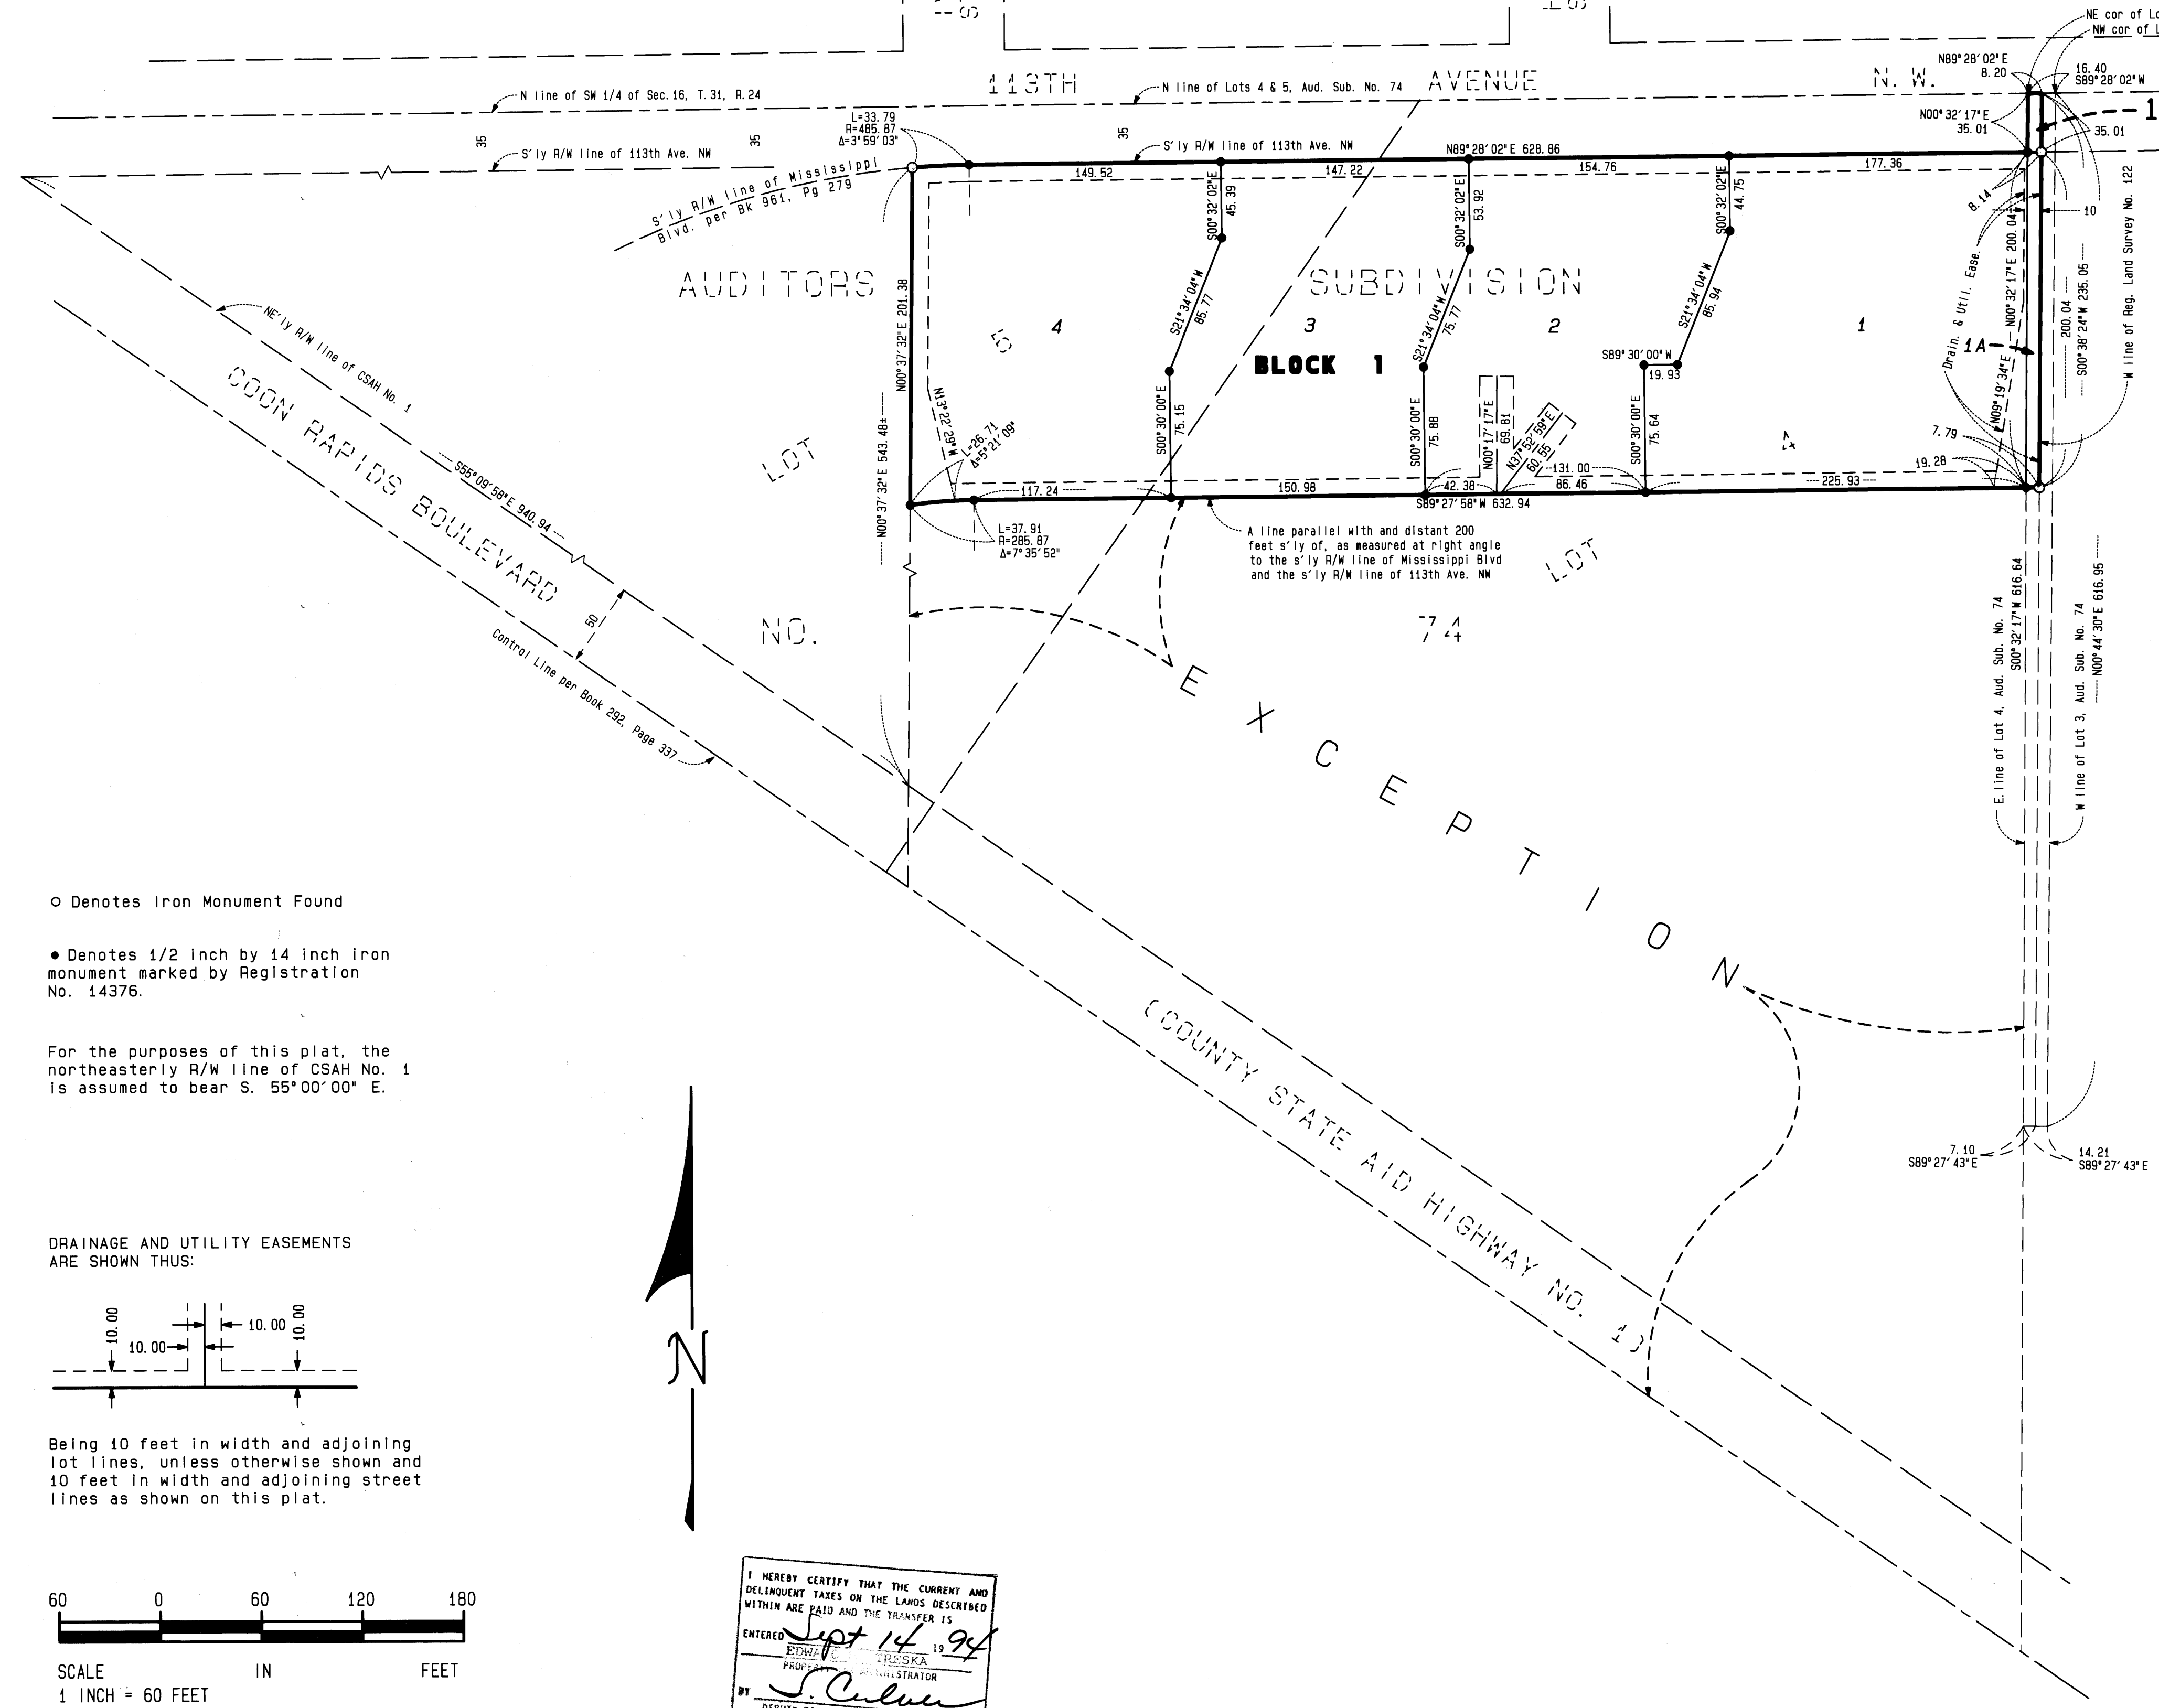 NE cor of
NW cor of
N89°28'02"E
8.20
16.40
S89°28'02"W
113TH AVENUE N.W.
N line of SW 1/4 of Sec.16, T.31, R.24
N line of Lots 4 & 5, Aud. Sub. No. 74
L=33.79
R=485.87
Δ=3°59'03"
N00°32'17"E
35.01
35.01
1
35
35
35
S'ly R/W line of 113th Ave. NW
S'ly R/W line of 113th Ave. NW
N89°28'02"E 628.86
S'ly R/W line of Mississippi
Blvd. per Bk 961, Pg 279
149.52
147.22
154.76
177.36
S00°32'02"E
45.39
S00°32'02"E
53.92
S00°32'02"E
44.75
8.14
10
W line of Reg. Land Survey No. 122
AUDITORS SUBDIVISION
N00°37'32"E 201.38
S21°34'04"W
85.77
S21°34'04"W
75.77
S21°34'04"W
85.94
Drain. & Util. Ease.
N00°32'17"E 200.04
200.04
S00°38'24"W 235.05
4
3
2
1
5
BLOCK 1
S89°30'00"W
19.93
1A
NE'ly R/W line of CSAH No. 1
COON RAPIDS BOULEVARD
S55°09'58"E 940.94
N13°22'29"W
L=26.71
Δ=5°21'09"
S00°30'00"E
75.15
S00°30'00"E
75.88
N00°17'17"E
69.81
N37°52'59"E
60.55
S00°30'00"E
75.64
N09°19'34"E
4
LOT
7.79
19.28
131.00
117.24
150.98
42.38
86.46
225.93
S89°27'58"W 632.94
N00°37'32"E 543.48±
L=37.91
R=285.87
Δ=7°35'52"
A line parallel with and distant 200
feet s'ly of, as measured at right angle
to the s'ly R/W line of Mississippi Blvd
and the s'ly R/W line of 113th Ave. NW
LOT
50
Control Line per Book 292, Page 337
NO. 74
E.line of Lot 4, Aud. Sub. No. 74
S00°32'17"W 616.64
W line of Lot 3, Aud. Sub. No. 74
N00°44'30"E 616.95
EXCEPTION
(COUNTY STATE AID HIGHWAY NO. 1)
7.10
S89°27'43"E
14.21
S89°27'43"E
O Denotes Iron Monument Found
● Denotes 1/2 inch by 14 inch iron
monument marked by Registration
No. 14376.
For the purposes of this plat, the
northeasterly R/W line of CSAH No. 1
is assumed to bear S. 55°00'00" E.
N
DRAINAGE AND UTILITY EASEMENTS
ARE SHOWN THUS:
10.00
10.00
10.00
10.00
Being 10 feet in width and adjoining
lot lines, unless otherwise shown and
10 feet in width and adjoining street
lines as shown on this plat.
60 0 60 120 180
SCALE IN FEET
1 INCH = 60 FEET
I HEREBY CERTIFY THAT THE CURRENT AND
DELINQUENT TAXES ON THE LANDS DESCRIBED
WITHIN ARE PAID AND THE TRANSFER IS
ENTERED Sept 14 1994
PROPERTY ADMINISTRATOR
BY S. Culver